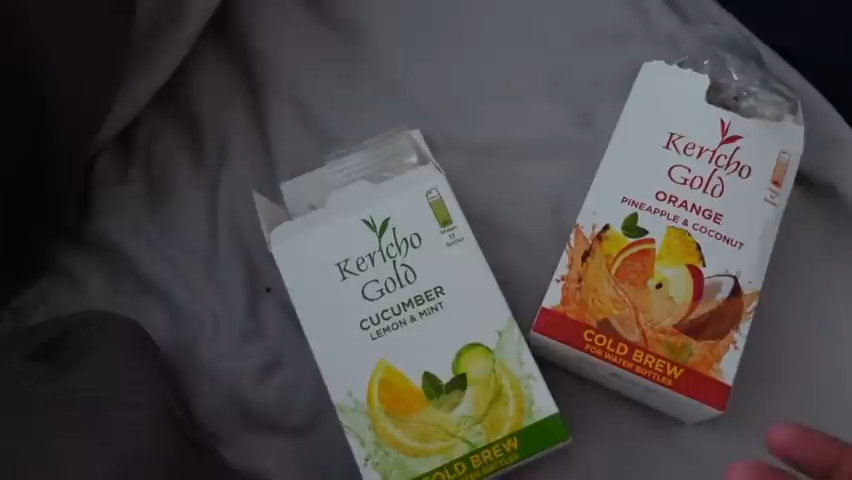 Kericho
Gold
CUCUMBER
LEMON & MINT
COLD BREW
Kericho
Gold
ORANGE
PINEAPPLE & COCONUT
COLD BREW
FOR WATER BOTTLES